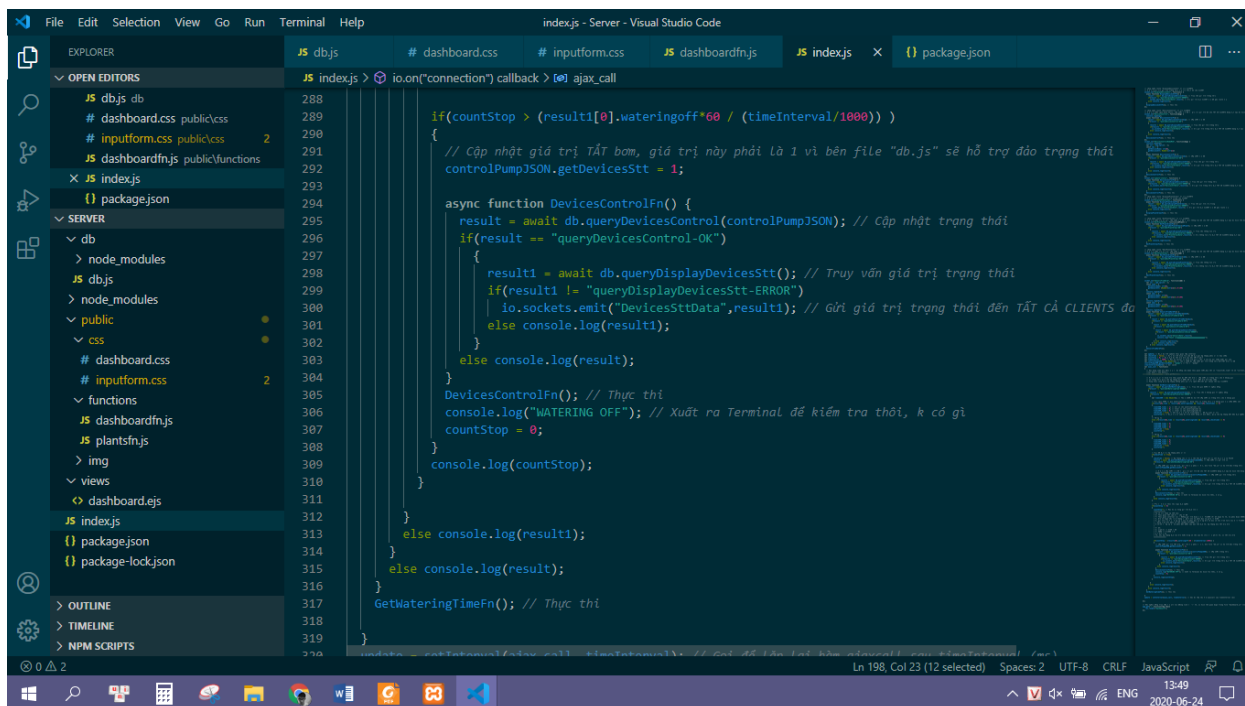 File Edit Selection View Go Run Terminal Help
index.js - Server - Visual Studio Code
EXPLORER
JS db.js
# dashboard.css
# inputform.css
JS dashboardfn.js
JS index.js
{} package.json
OPEN EDITORS
JS db.js db
# dashboard.css public\css
# inputform.css public\css 2
JS dashboardfn.js public\functions
JS index.js
{} package.json
SERVER
db
node_modules
JS db.js
node_modules
public
css
# dashboard.css
# inputform.css 2
functions
JS dashboardfn.js
JS plantsfn.js
img
views
<> dashboard.ejs
JS index.js
{} package.json
{} package-lock.json
OUTLINE
TIMELINE
NPM SCRIPTS
JS index.js > io.on("connection") callback > ajax_call
288
289 if(countStop > (result1[0].wateringoff*60 / (timeInterval/1000)) )
290 {
291 // Cập nhật giá trị TẮT bơm, giá trị này phải là 1 vì bên file "db.js" sẽ hỗ trợ đảo trạng thái
292 controlPumpJSON.getDevicesStt = 1;
293
294 async function DevicesControlFn() {
295 result = await db.queryDevicesControl(controlPumpJSON); // Cập nhật trạng thái
296 if(result == "queryDevicesControl-OK")
297 {
298 result1 = await db.queryDisplayDevicesStt(); // Truy vấn giá trị trạng thái
299 if(result1 != "queryDisplayDevicesStt-ERROR")
300 io.sockets.emit("DevicesSttData",result1); // Gửi giá trị trạng thái đến TẤT CẢ CLIENTS đa
301 else console.log(result1);
302 }
303 else console.log(result);
304 }
305 DevicesControlFn(); // Thực thi
306 console.log("WATERING OFF"); // Xuất ra Terminal để kiểm tra thôi, k có gì
307 countStop = 0;
308 }
309 console.log(countStop);
310 }
311
312 }
313 else console.log(result1);
314 }
315 else console.log(result);
316 }
317 GetWateringTimeFn(); // Thực thi
318
319 }
320 update = setInterval(ajax_call, timeInterval); // Gọi để lặp lại hàm ajaxcall sau timeInterval (ms)
0 2
Ln 198, Col 23 (12 selected) Spaces: 2 UTF-8 CRLF JavaScript
ENG
13:49
2020-06-24